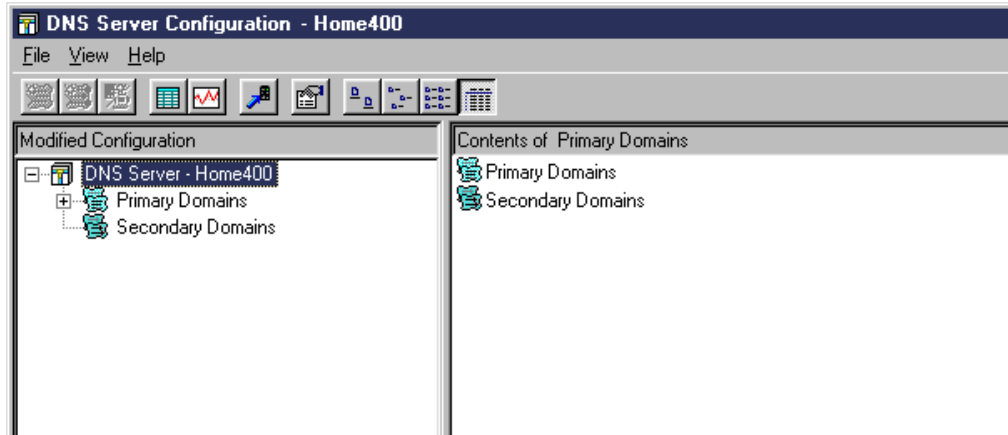 DNS Server Configuration - Home400
File View Help
Modified Configuration
DNS Server - Home400
Primary Domains
Secondary Domains
Contents of Primary Domains
Primary Domains
Secondary Domains